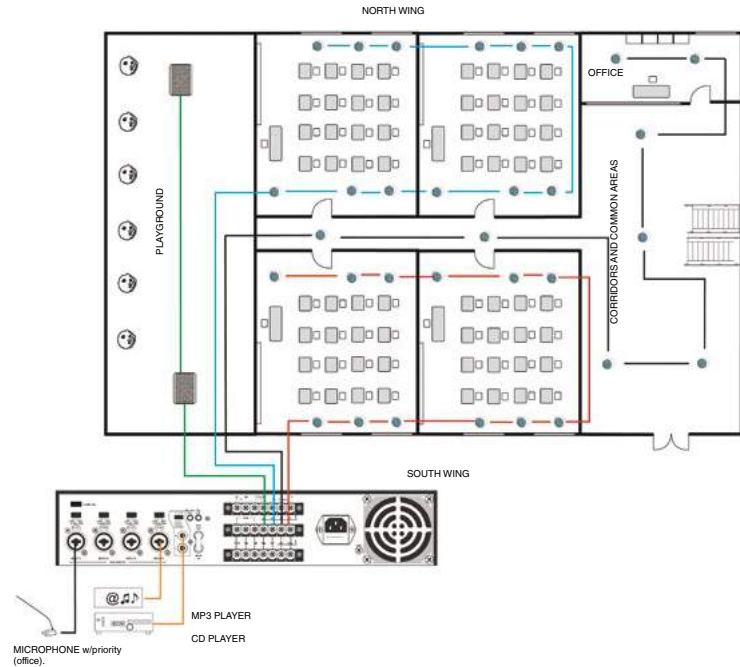 NORTH WING
OFFICE
PLAYGROUND
CORRIDORS AND COMMON AREAS
SOUTH WING
@
MP3 PLAYER
CD PLAYER
MICROPHONE w/priority
(office).